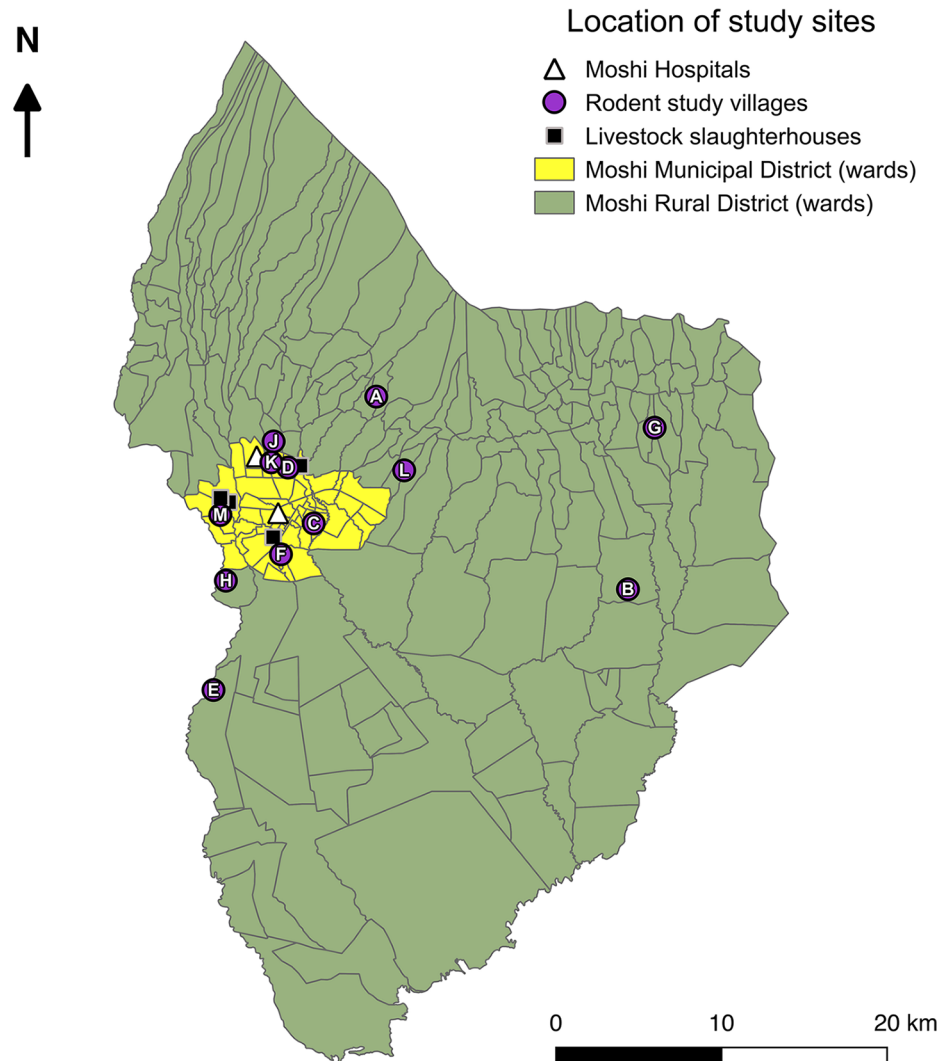 Location of study sites
N
Moshi Hospitals
Rodent study villages
Livestock slaughterhouses
Moshi Municipal District (wards)
Moshi Rural District (wards)
A
G
J
K
D
L
M
C
F
H
B
E
0 10 20 km